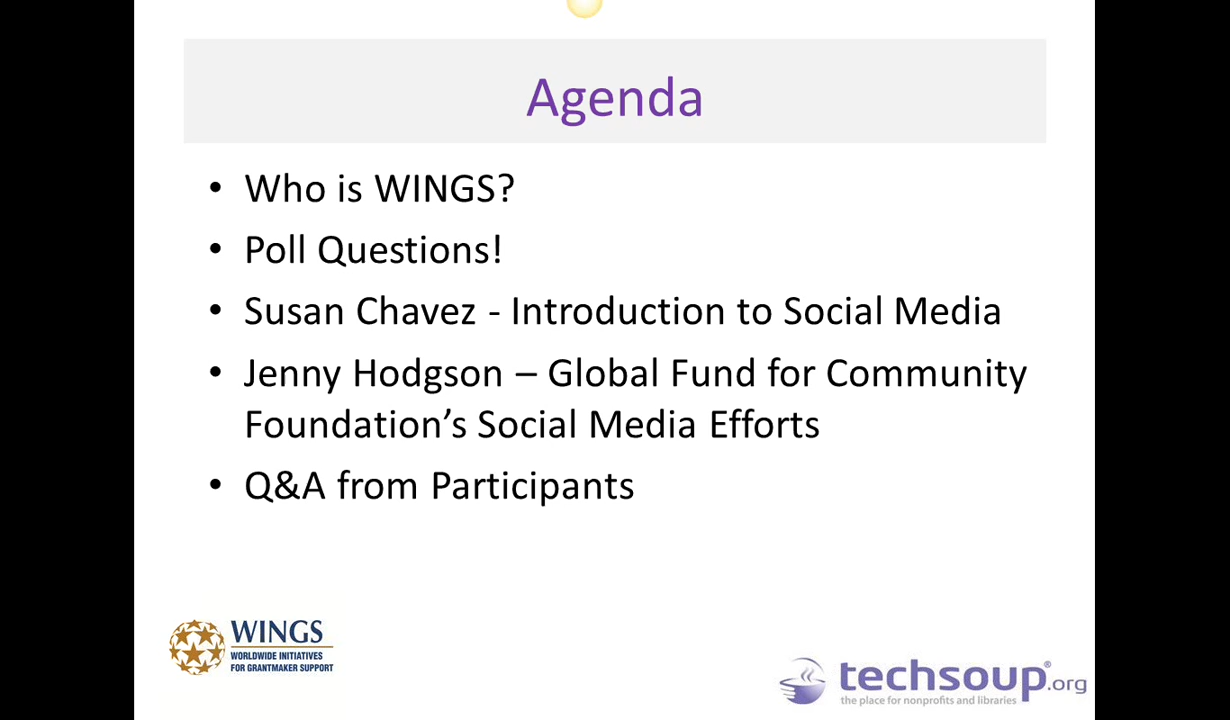 Agenda
• Who is WINGS?
• Poll Questions!
• Susan Chavez - Introduction to Social Media
• Jenny Hodgson – Global Fund for Community
Foundation’s Social Media Efforts
• Q&A from Participants
WINGS
WORLDWIDE INITIATIVES
FOR GRANTMAKER SUPPORT
techsoup®.org
the place for nonprofits and libraries